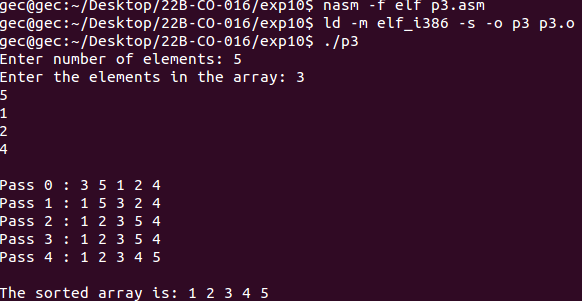 gec@gec:~/Desktop/22B-CO-016/exp10$ nasm -f elf p3.asm
gec@gec:~/Desktop/22B-CO-016/exp10$ ld -m elf_i386 -s -o p3 p3.o
gec@gec:~/Desktop/22B-CO-016/exp10$ ./p3
Enter number of elements: 5
Enter the elements in the array: 3
5
1
2
4
Pass 0 : 3 5 1 2 4
Pass 1 : 1 5 3 2 4
Pass 2 : 1 2 3 5 4
Pass 3 : 1 2 3 5 4
Pass 4 : 1 2 3 4 5
The sorted array is: 1 2 3 4 5